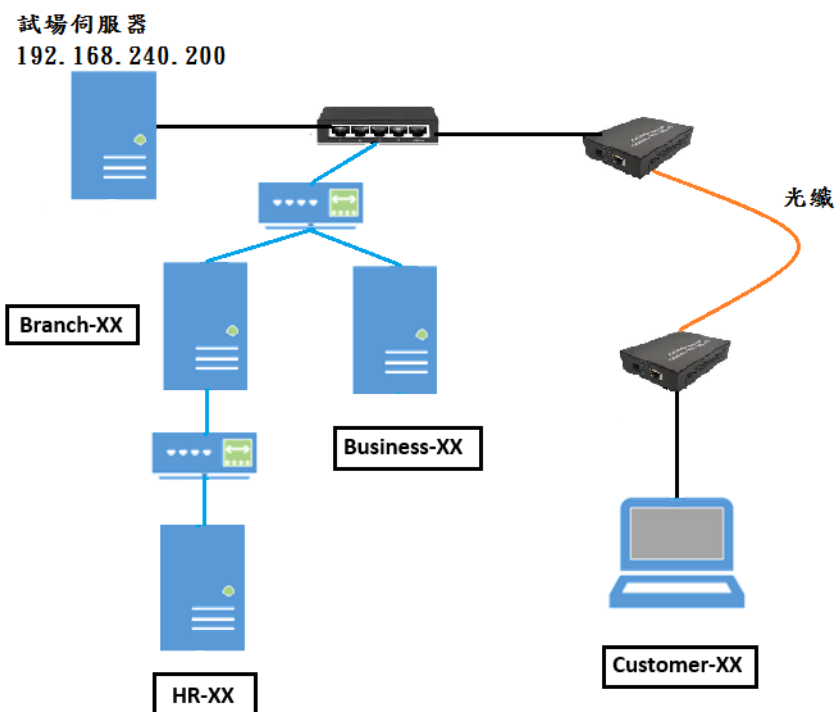 試場伺服器
192.168.240.200
光纖
Branch-XX
Business-XX
HR-XX
Customer-XX